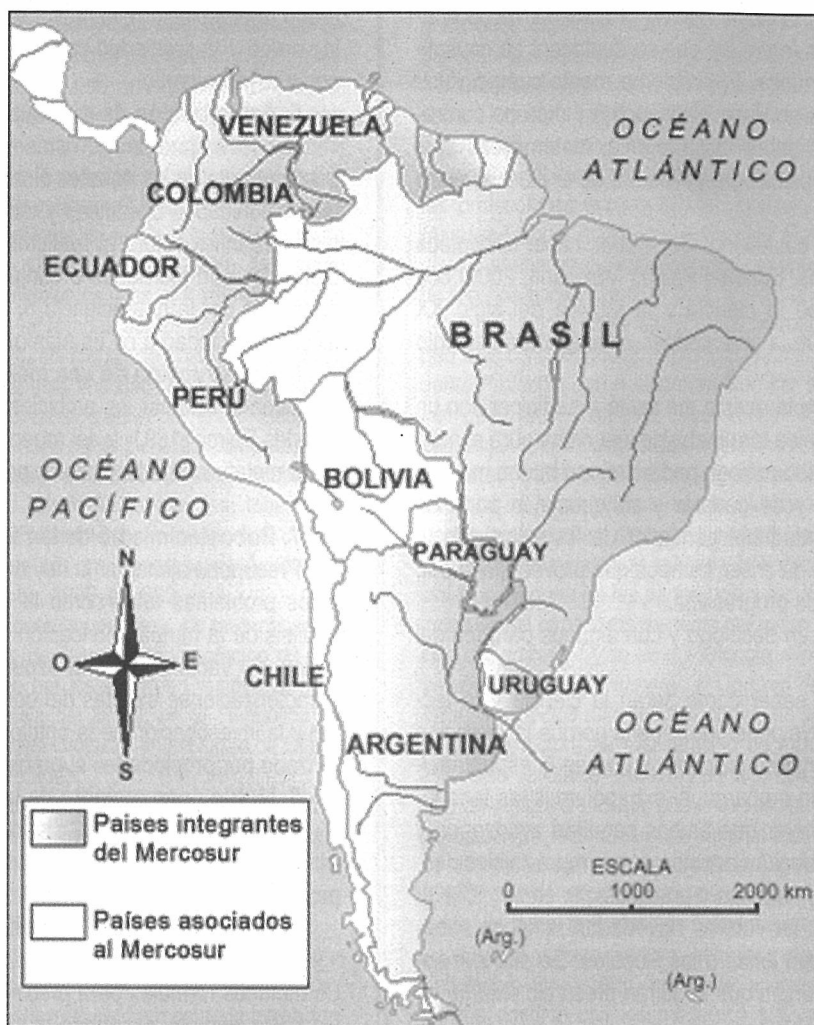 VENEZUELA
OCÉANO
ATLÁNTICO
COLOMBIA
ECUADOR
BRASIL
PERÚ
OCÉANO
PACÍFICO
BOLIVIA
PARAGUAY
N
O
E
S
CHILE
URUGUAY
ARGENTINA
OCÉANO
ATLÁNTICO
Países integrantes
del Mercosur
Países asociados
al Mercosur
ESCALA
0 1000 2000 km
(Arg.)
(Arg.)